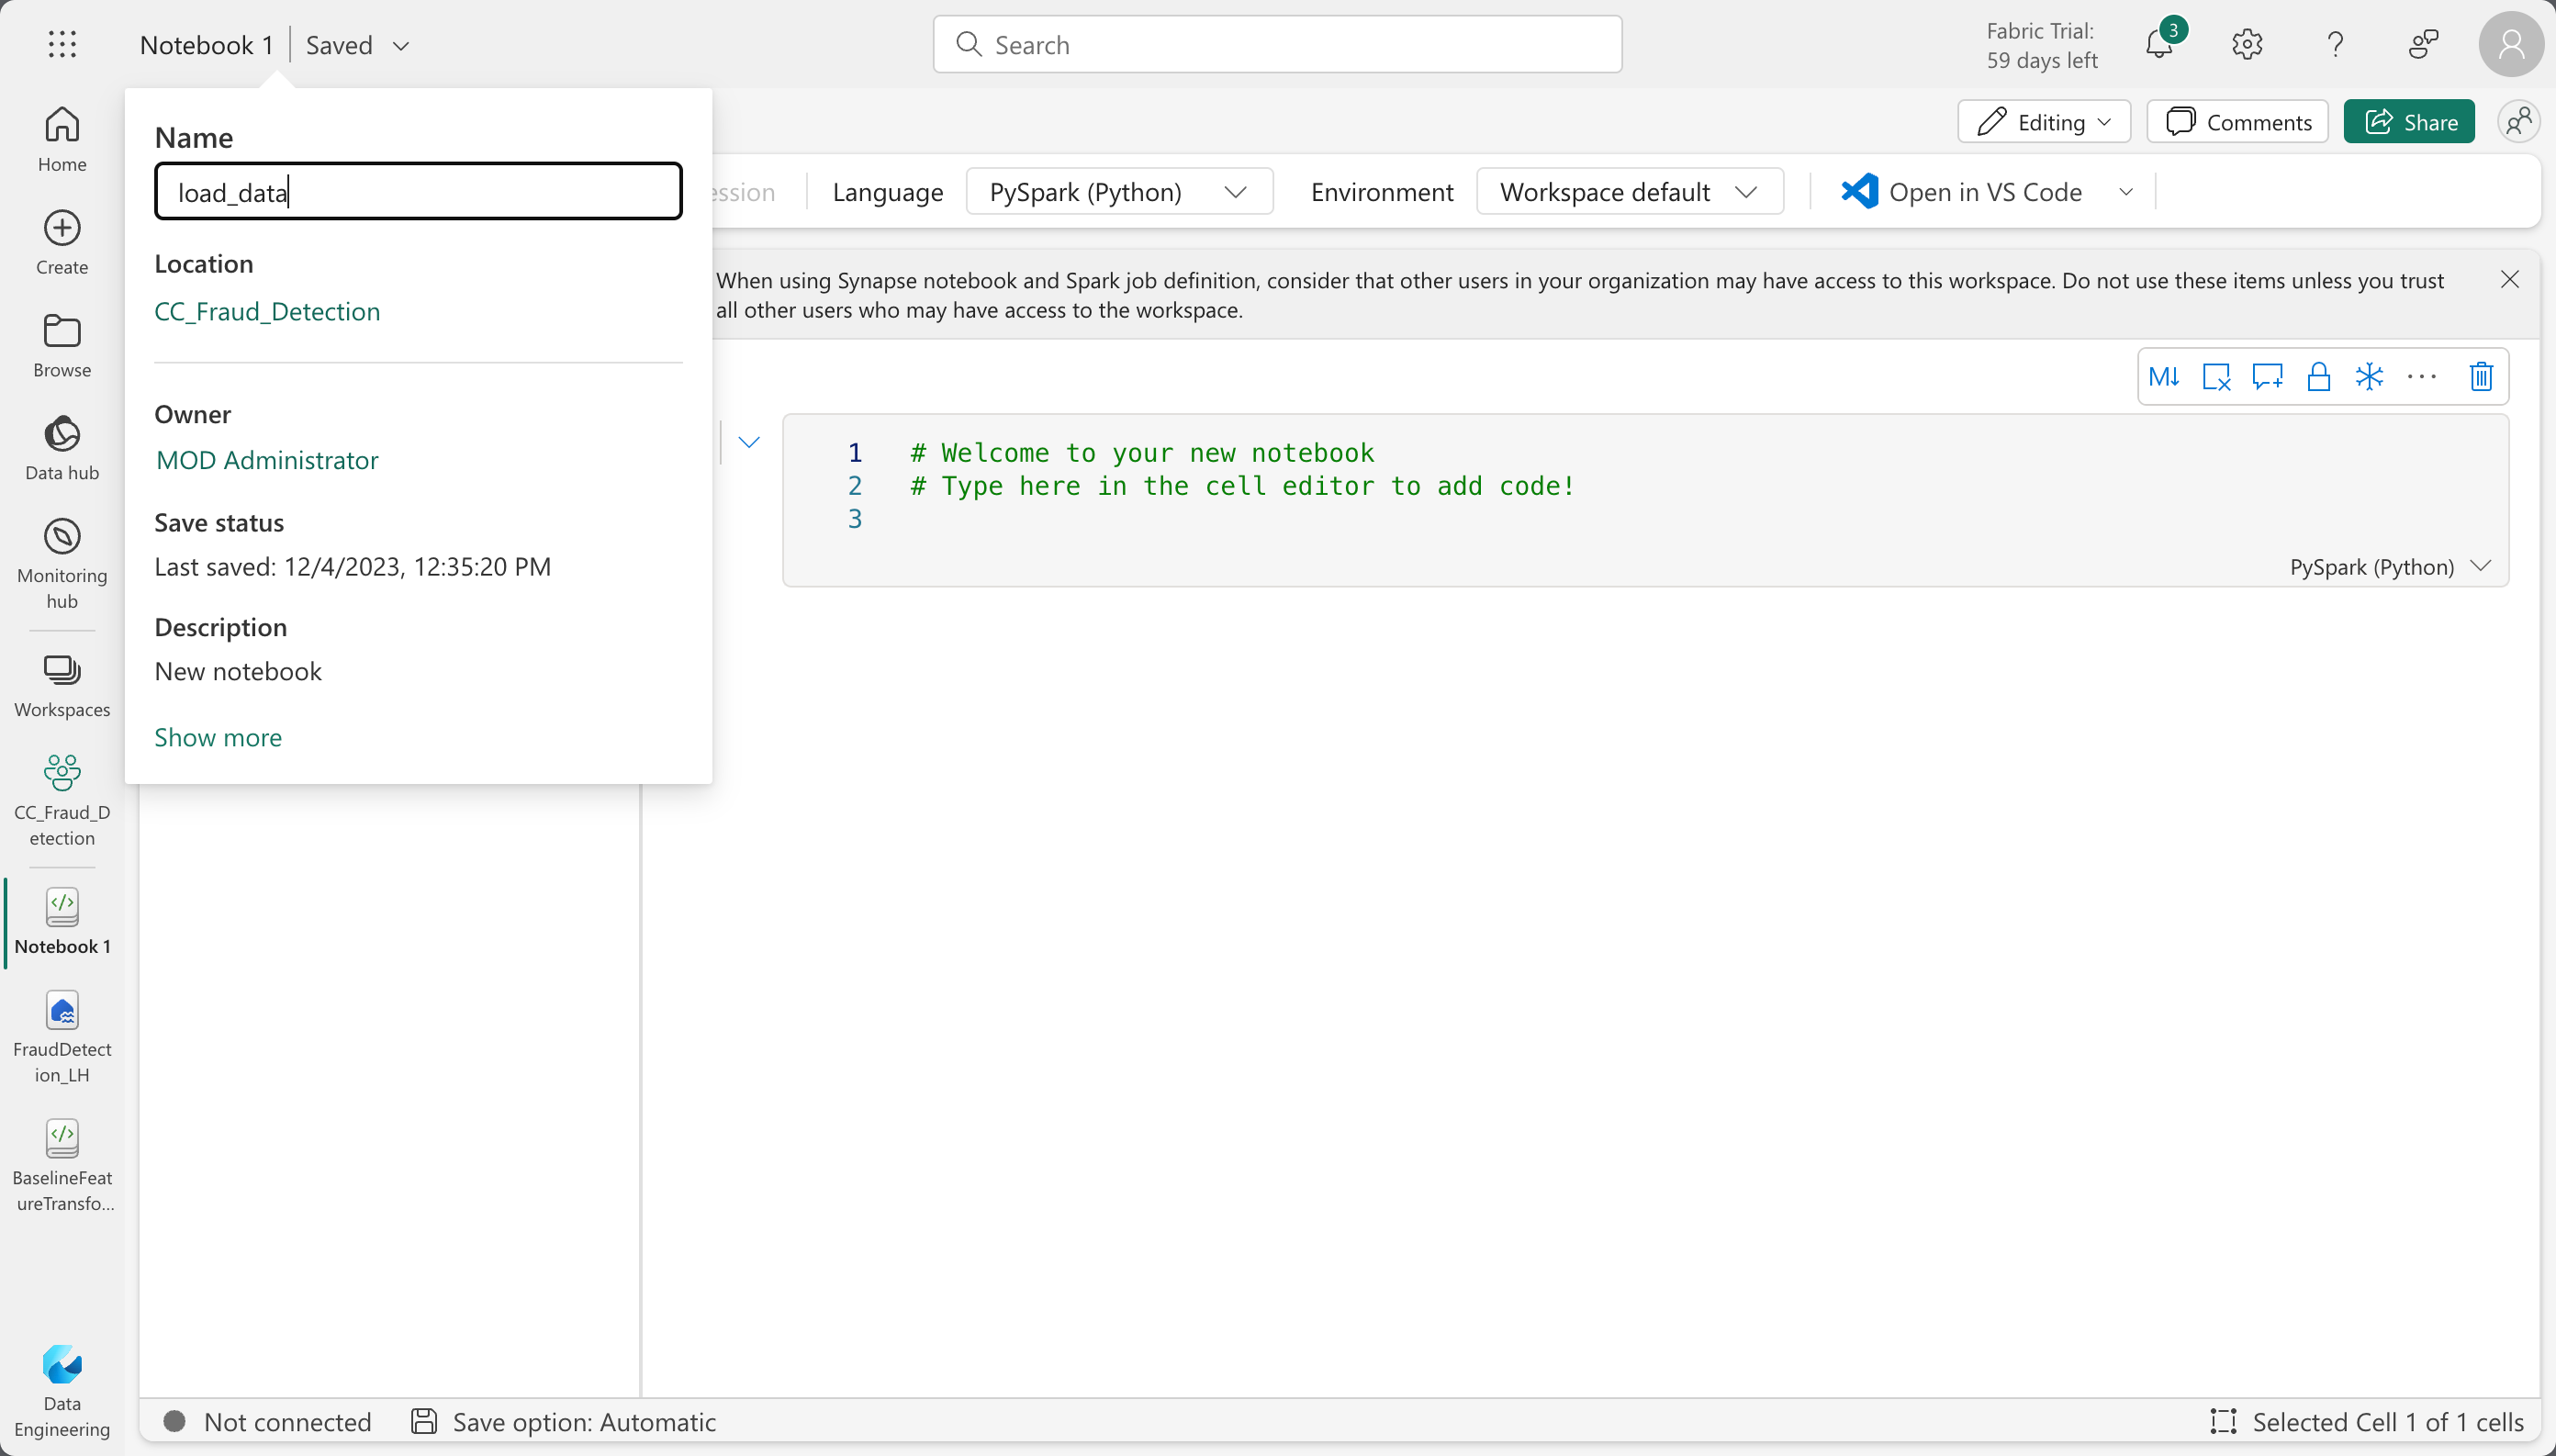 Notebook 1
Saved
Search
Fabric Trial:
59 days left
3
Home
Create
Browse
Data hub
Monitoring
hub
Workspaces
CC_Fraud_D
etection
Notebook 1
FraudDetect
ion_LH
BaselineFeat
ureTransfo...
Data
Engineering
Name
load_data
Location
CC_Fraud_Detection
Owner
MOD Administrator
Save status
Last saved: 12/4/2023, 12:35:20 PM
Description
New notebook
Show more
Editing
Comments
Share
ession
Language
PySpark (Python)
Environment
Workspace default
Open in VS Code
When using Synapse notebook and Spark job definition, consider that other users in your organization may have access to this workspace. Do not use these items unless you trust
all other users who may have access to the workspace.
M↓
1 # Welcome to your new notebook
2 # Type here in the cell editor to add code!
3
PySpark (Python)
Not connected
Save option: Automatic
Selected Cell 1 of 1 cells